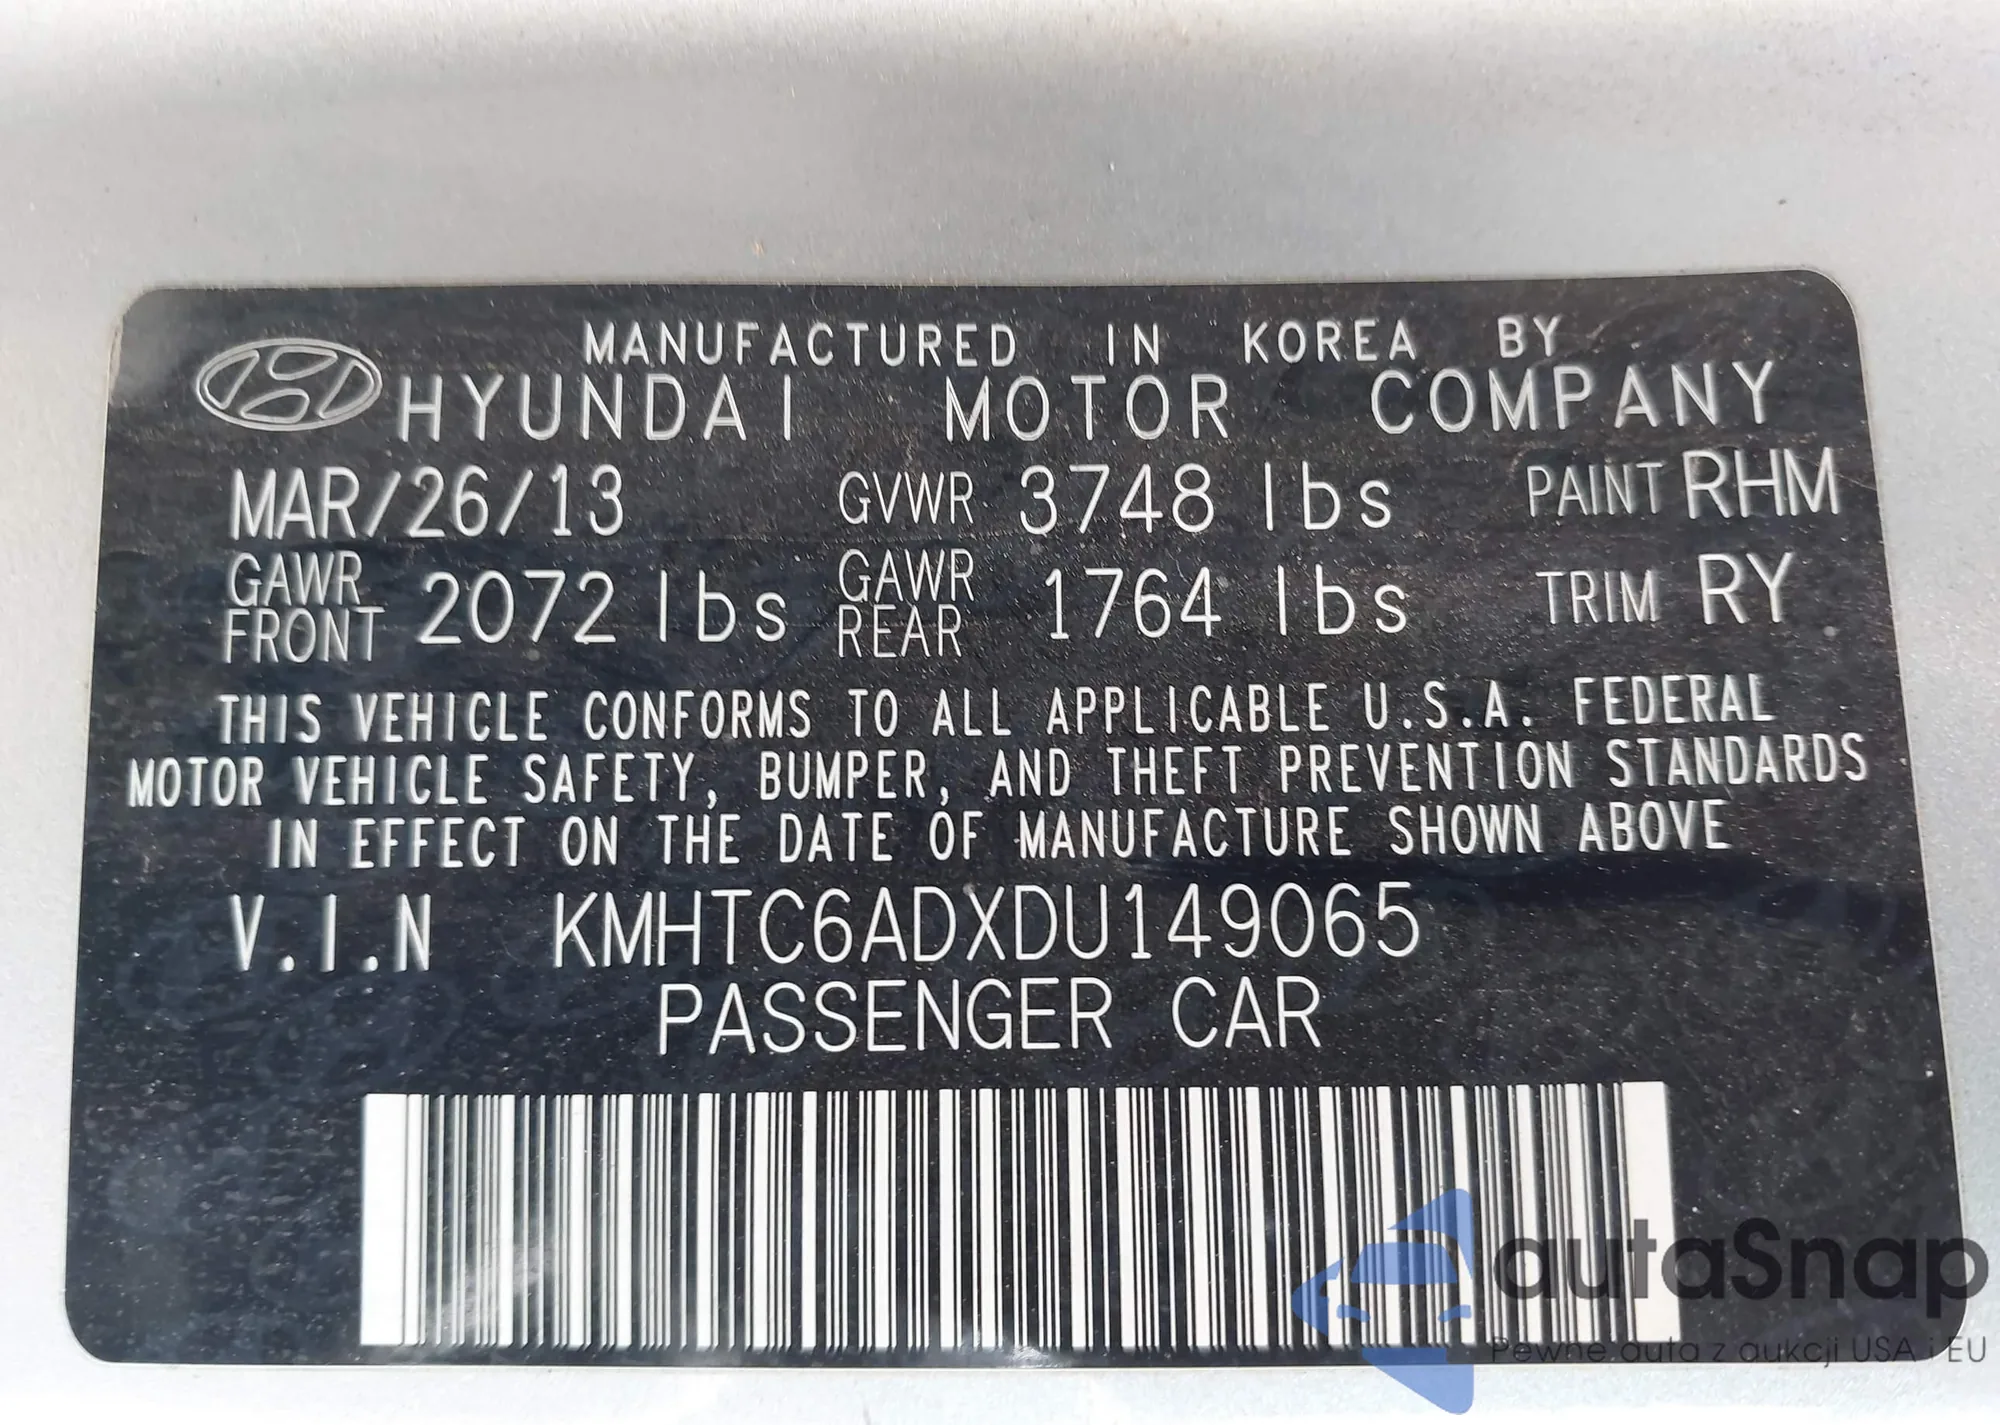 MANUFACTURED IN KOREA BY
HYUNDAI MOTOR COMPANY
MAR/26/13 GVWR 3748 lbs PAINT RHM
GAWR FRONT 2072 lbs GAWR REAR 1764 lbs TRIM RY
THIS VEHICLE CONFORMS TO ALL APPLICABLE U.S.A. FEDERAL
MOTOR VEHICLE SAFETY, BUMPER, AND THEFT PREVENTION STANDARDS
IN EFFECT ON THE DATE OF MANUFACTURE SHOWN ABOVE
V.I.N KMHTC6ADXDU149065
PASSENGER CAR
autaSnap
Pewne auta z aukcji USA i EU